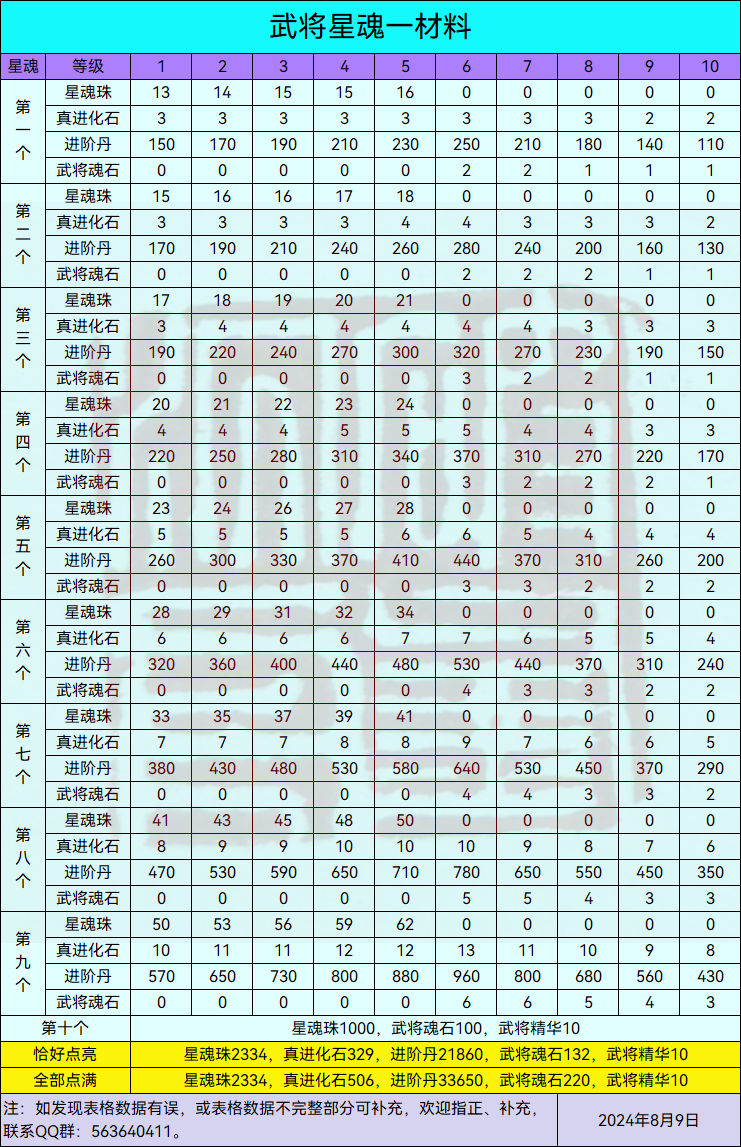 武将星魂一材料
星魂 等级 1 2 3 4 5 6 7 8 9 10
第一个
星魂珠 13 14 15 15 16 0 0 0 0 0
真进化石 3 3 3 3 3 3 3 3 2 2
进阶丹 150 170 190 210 230 250 210 180 140 110
武将魂石 0 0 0 0 0 2 2 1 1 1
第二个
星魂珠 15 16 16 17 18 0 0 0 0 0
真进化石 3 3 3 3 4 4 3 3 3 2
进阶丹 170 190 210 240 260 280 240 200 160 130
武将魂石 0 0 0 0 0 2 2 2 1 1
第三个
星魂珠 17 18 19 20 21 0 0 0 0 0
真进化石 3 4 4 4 4 4 4 3 3 3
进阶丹 190 220 240 270 300 320 270 230 190 150
武将魂石 0 0 0 0 0 3 2 2 1 1
第四个
星魂珠 20 21 22 23 24 0 0 0 0 0
真进化石 4 4 4 5 5 5 4 4 3 3
进阶丹 220 250 280 310 340 370 310 270 220 170
武将魂石 0 0 0 0 0 3 2 2 2 1
第五个
星魂珠 23 24 26 27 28 0 0 0 0 0
真进化石 5 5 5 5 6 6 5 4 4 4
进阶丹 260 300 330 370 410 440 370 310 260 200
武将魂石 0 0 0 0 0 3 3 2 2 2
第六个
星魂珠 28 29 31 32 34 0 0 0 0 0
真进化石 6 6 6 6 7 7 6 5 5 4
进阶丹 320 360 400 440 480 530 440 370 310 240
武将魂石 0 0 0 0 0 4 3 3 2 2
第七个
星魂珠 33 35 37 39 41 0 0 0 0 0
真进化石 7 7 7 8 8 9 7 6 6 5
进阶丹 380 430 480 530 580 640 530 450 370 290
武将魂石 0 0 0 0 0 4 4 3 3 2
第八个
星魂珠 41 43 45 48 50 0 0 0 0 0
真进化石 8 9 9 10 10 10 9 8 7 6
进阶丹 470 530 590 650 710 780 650 550 450 350
武将魂石 0 0 0 0 0 5 5 4 3 3
第九个
星魂珠 50 53 56 59 62 0 0 0 0 0
真进化石 10 11 11 12 12 13 11 10 9 8
进阶丹 570 650 730 800 880 960 800 680 560 430
武将魂石 0 0 0 0 0 6 6 5 4 3
第十个 星魂珠1000，武将魂石100，武将精华10
恰好点亮 星魂珠2334，真进化石329，进阶丹21860，武将魂石132，武将精华10
全部点满 星魂珠2334，真进化石506，进阶丹33650，武将魂石220，武将精华10
注：如发现表格数据有误，或表格数据不完整部分可补充，欢迎指正、补充，
联系QQ群：563640411。
2024年8月9日